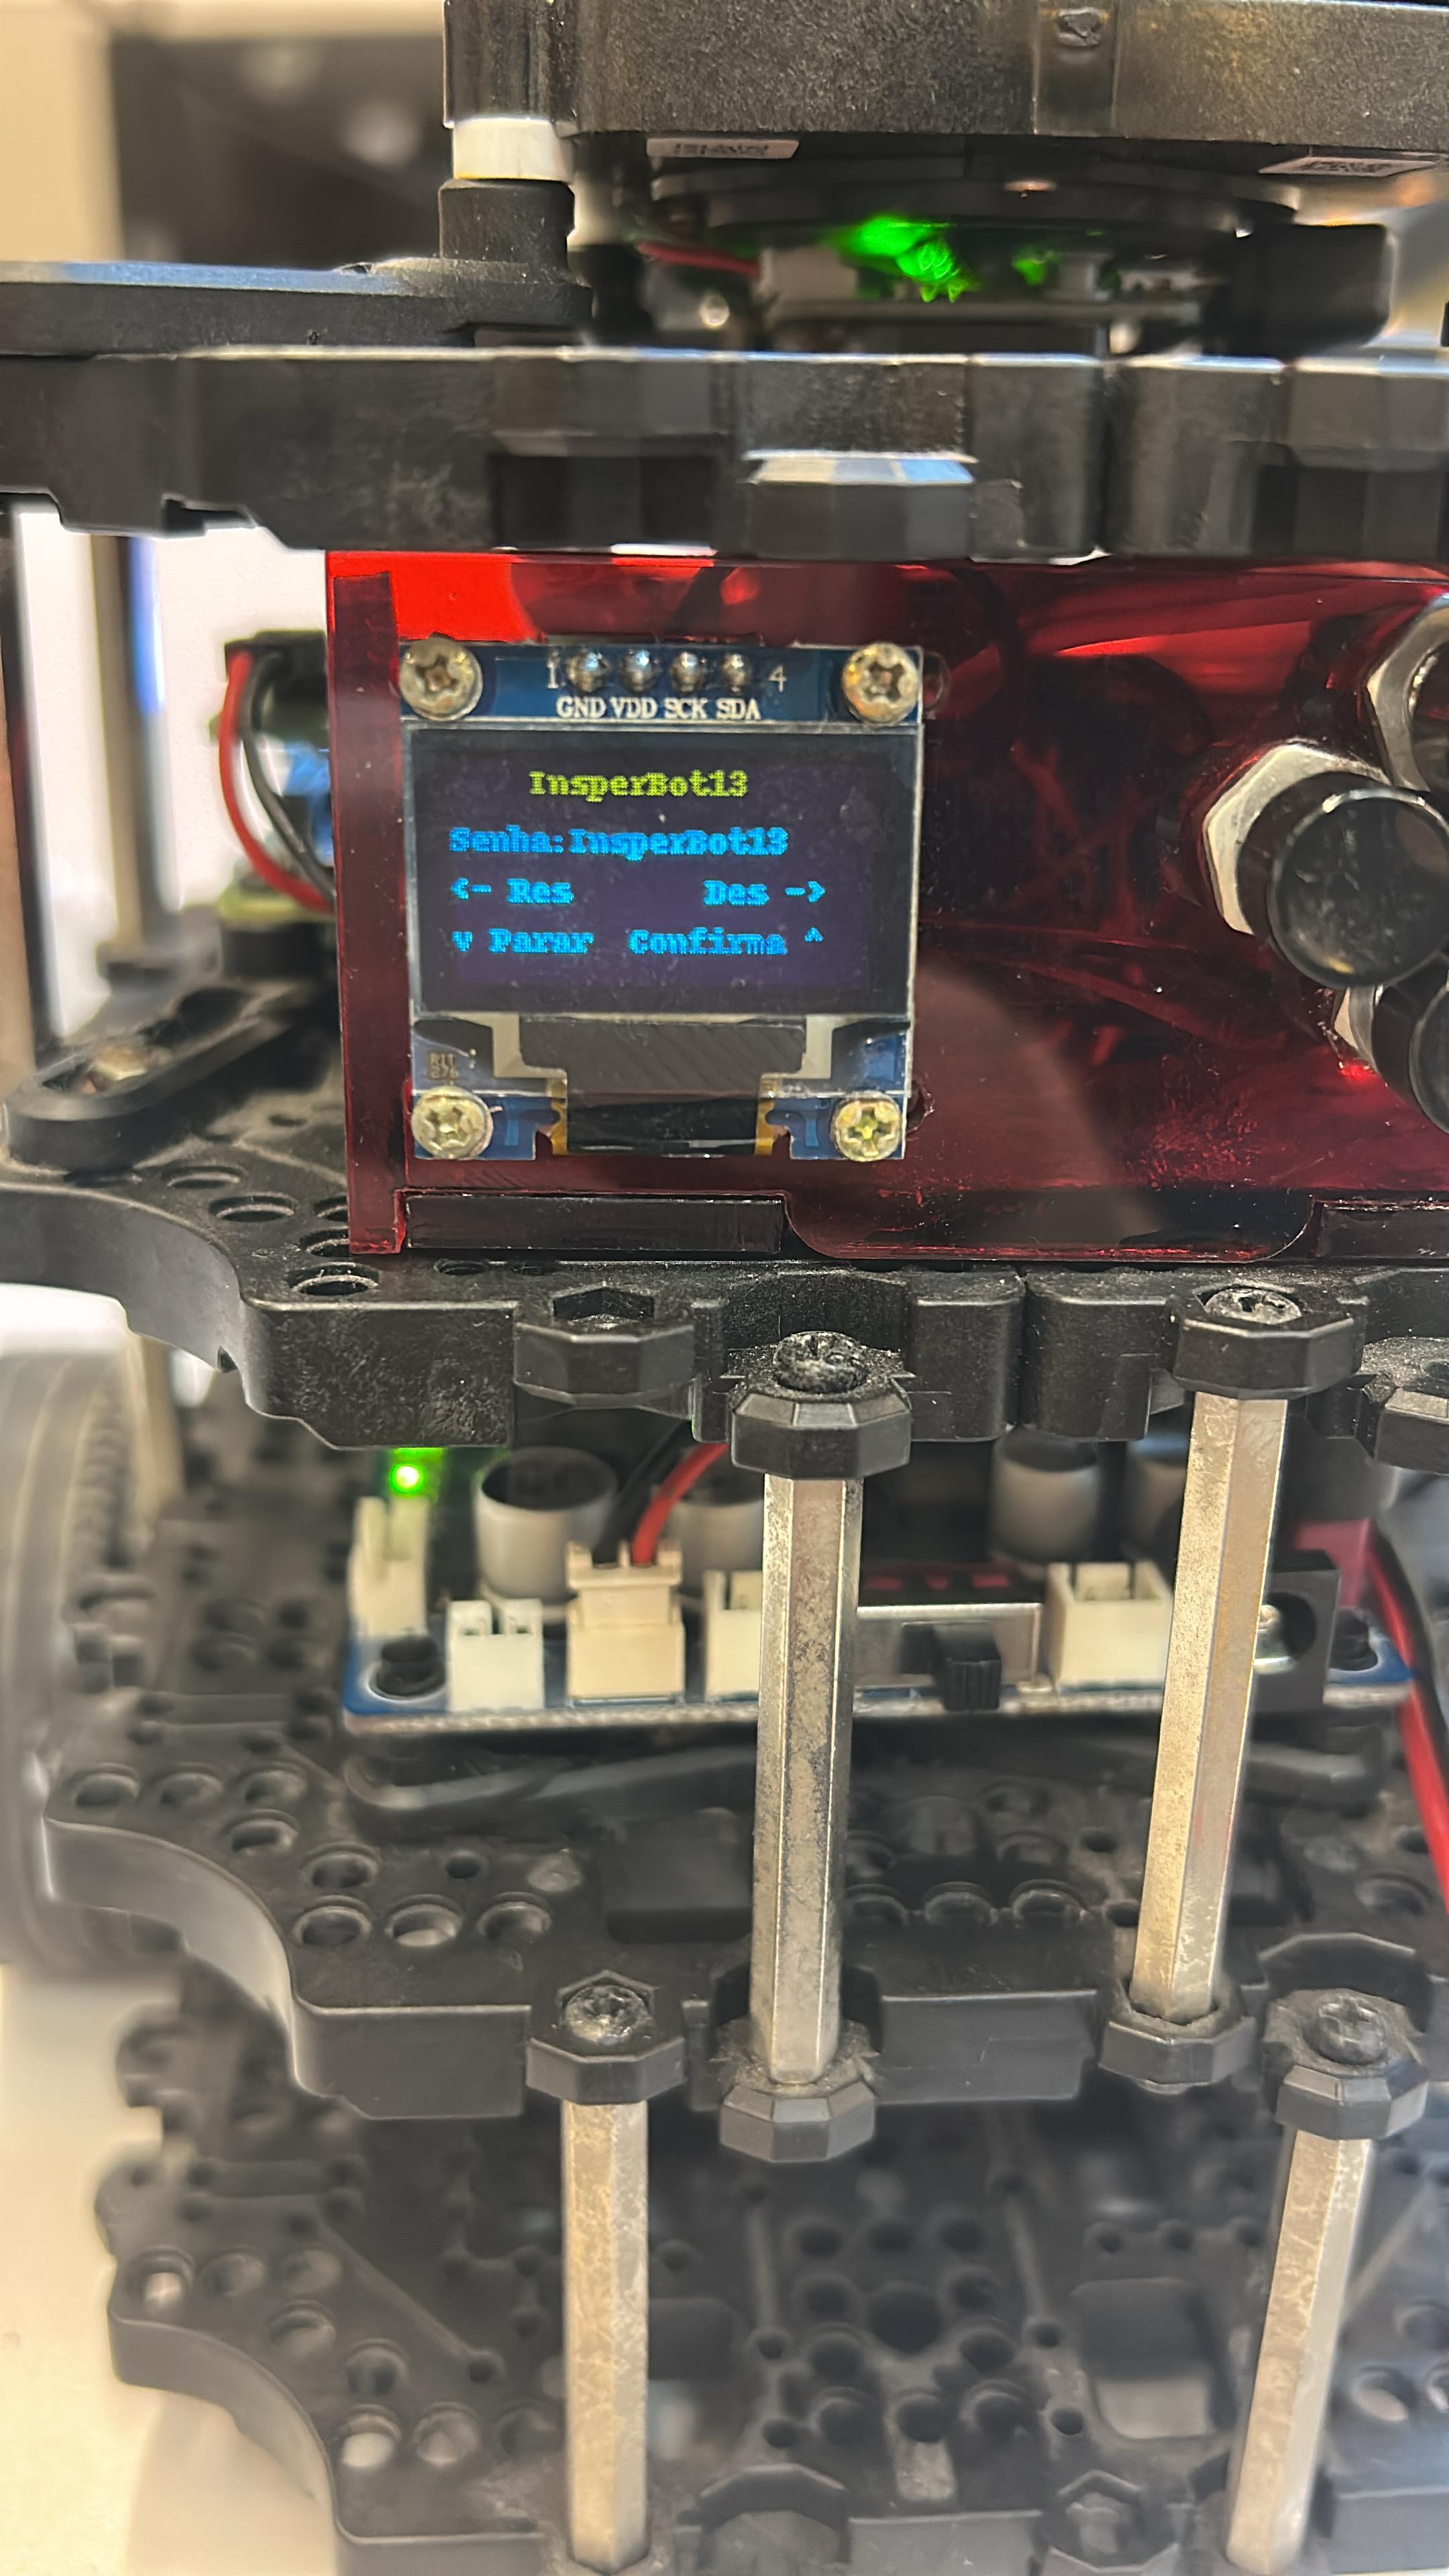 1 4
GND VDD SCK SDA
InsperBot13
Senha:InsperBot13
<- Res Des ->
v Parar Confirma ^